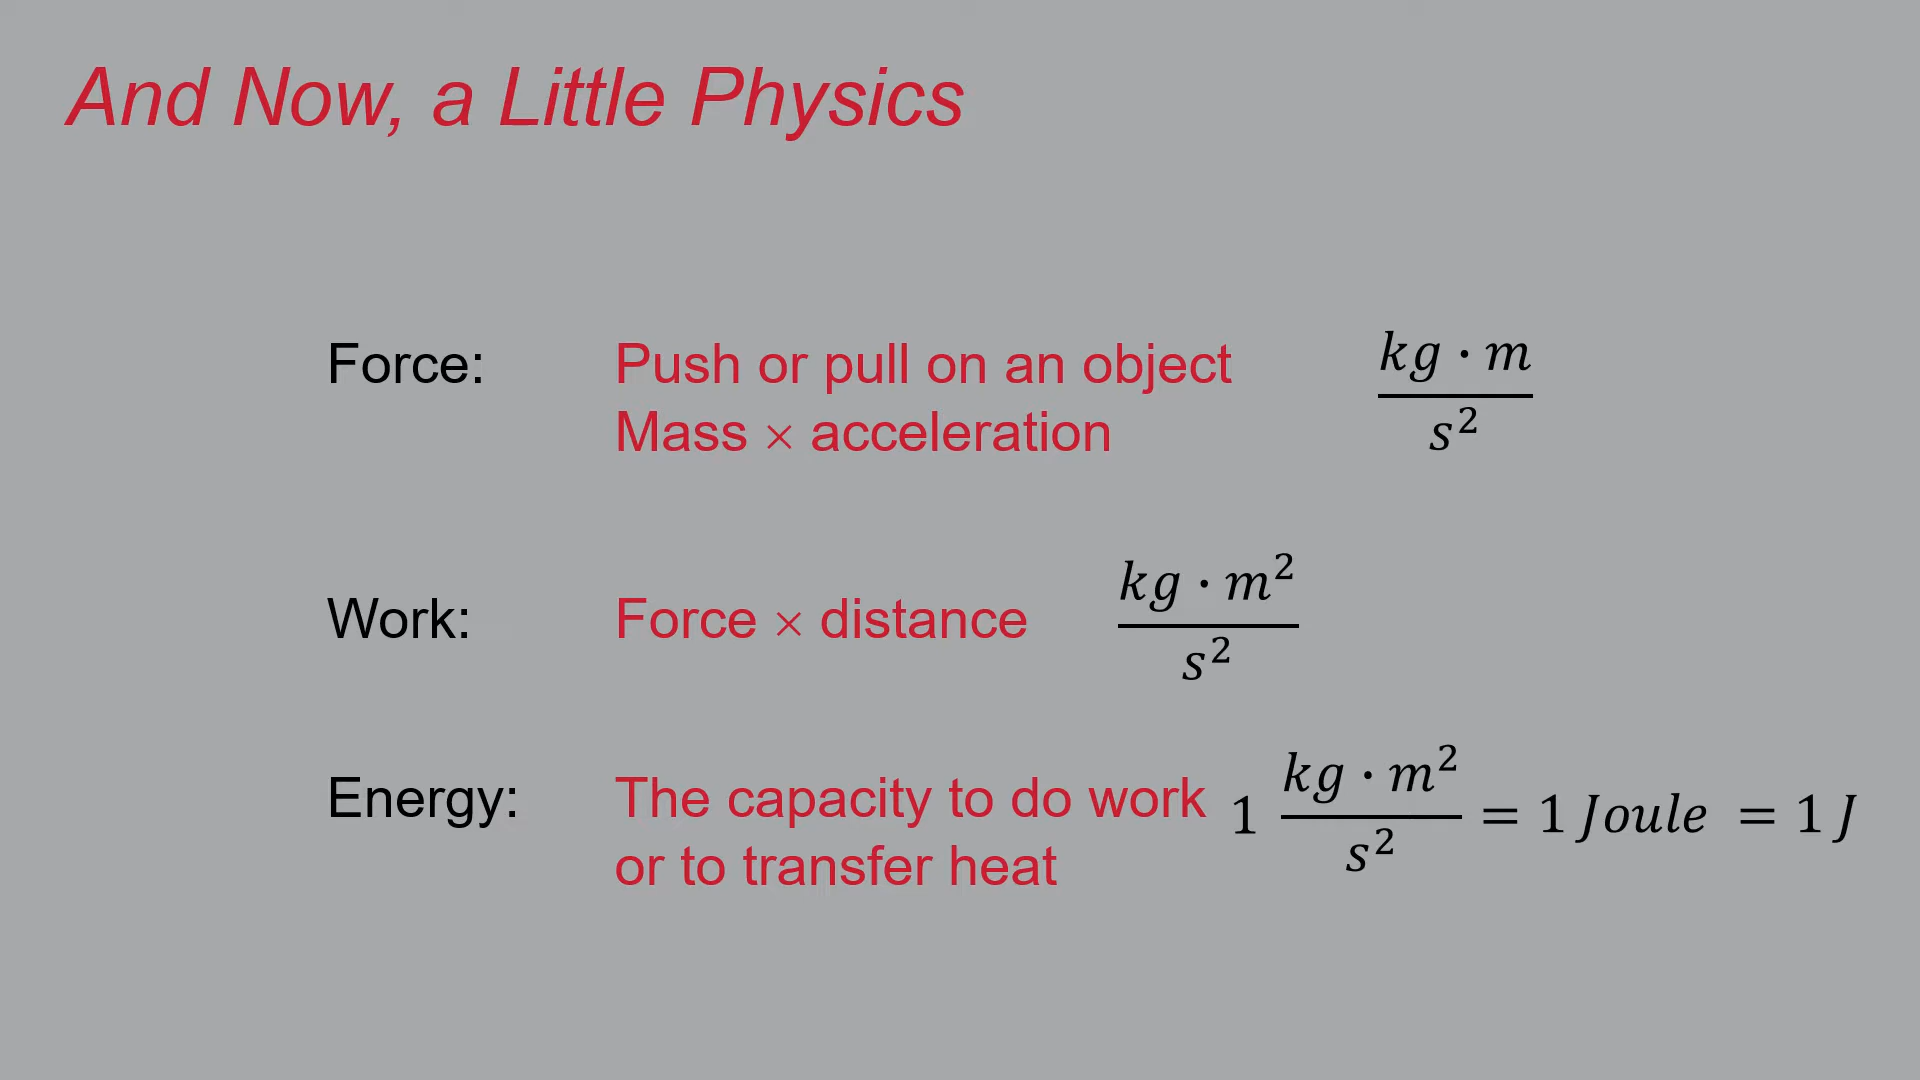 And Now, a Little Physics
Force: Push or pull on an object
Mass × acceleration
kg · m
s²
Work: Force × distance
kg · m²
s²
Energy: The capacity to do work
or to transfer heat
1 kg · m² / s² = 1 Joule = 1 J